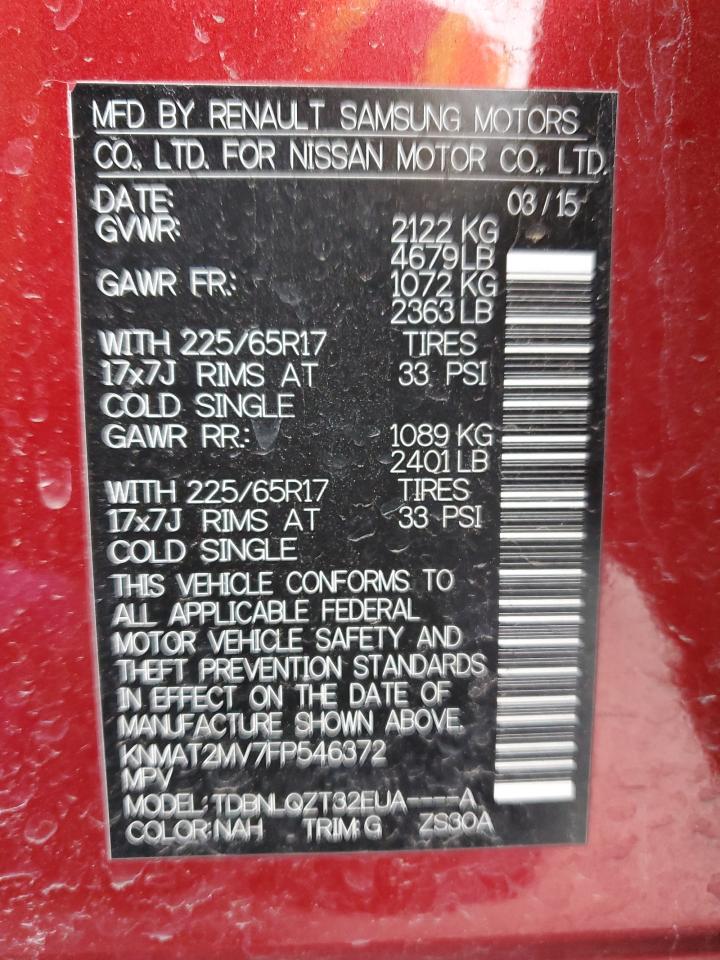 MFD BY RENAULT SAMSUNG MOTORS
CO., LTD. FOR NISSAN MOTOR CO., LTD.
DATE: 03/15
GVWR: 2122 KG
4679 LB
GAWR FR.: 1072 KG
2363 LB
WITH 225/65R17 TIRES
17x7J RIMS AT 33 PSI
COLD SINGLE
GAWR RR.: 1089 KG
2401 LB
WITH 225/65R17 TIRES
17x7J RIMS AT 33 PSI
COLD SINGLE
THIS VEHICLE CONFORMS TO
ALL APPLICABLE FEDERAL
MOTOR VEHICLE SAFETY AND
THEFT PREVENTION STANDARDS
IN EFFECT ON THE DATE OF
MANUFACTURE SHOWN ABOVE.
KNMAT2MV7FP546372
MPV
MODEL: TDBNLQZT32EUA----A
COLOR: NAH TRIM: G ZS30A